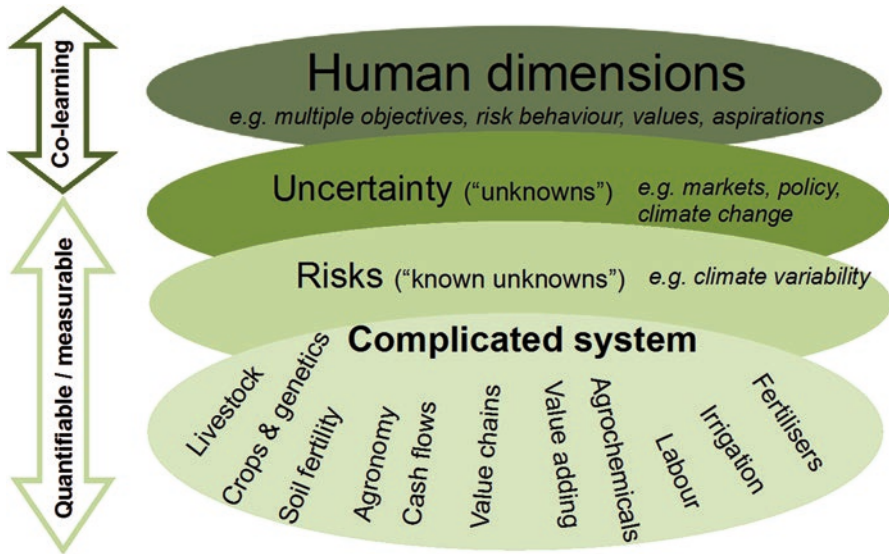 Co-learning
Human dimensions
e.g. multiple objectives, risk behaviour, values, aspirations
Uncertainty (“unknowns”) e.g. markets, policy,
climate change
Quantifiable / measurable
Risks (“known unknowns”) e.g. climate variability
Complicated system
Livestock
Crops & genetics
Soil fertility
Agronomy
Cash flows
Value chains
Value adding
Agrochemicals
Labour
Irrigation
Fertilisers